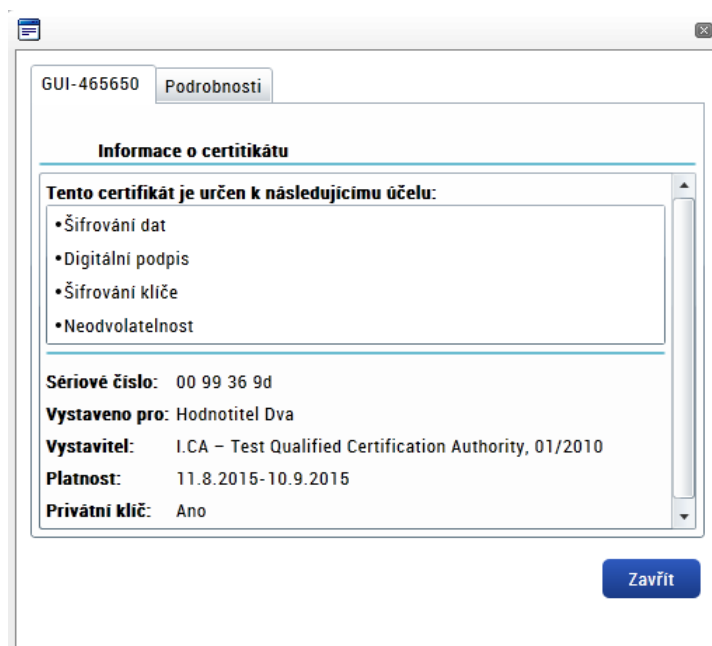 GUI-465650 Podrobnosti
Informace o certitikátu
Tento certifikát je určen k následujícímu účelu:
•Šifrování dat
•Digitální podpis
•Šifrování klíče
•Neodvolatelnost
Sériové číslo: 00 99 36 9d
Vystaveno pro: Hodnotitel Dva
Vystavitel: I.CA – Test Qualified Certification Authority, 01/2010
Platnost: 11.8.2015-10.9.2015
Privátní klíč: Ano
Zavřít